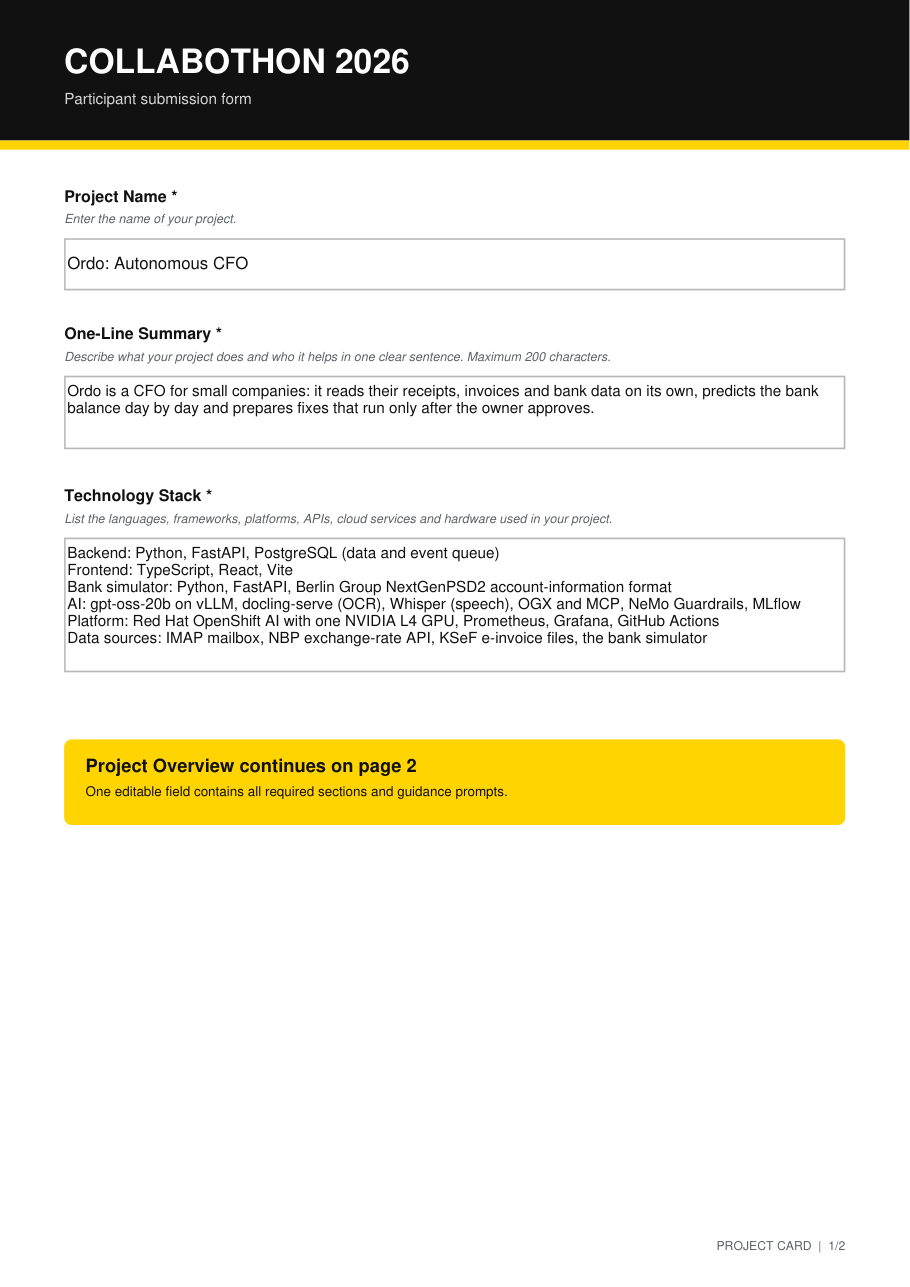 COLLABOTHON 2026
Participant submission form
Project Name *
Enter the name of your project.
Ordo: Autonomous CFO
One-Line Summary *
Describe what your project does and who it helps in one clear sentence. Maximum 200 characters.
Ordo is a CFO for small companies: it reads their receipts, invoices and bank data on its own, predicts the bank
balance day by day and prepares fixes that run only after the owner approves.
Technology Stack *
List the languages, frameworks, platforms, APIs, cloud services and hardware used in your project.
Backend: Python, FastAPI, PostgreSQL (data and event queue)
Frontend: TypeScript, React, Vite
Bank simulator: Python, FastAPI, Berlin Group NextGenPSD2 account-information format
AI: gpt-oss-20b on vLLM, docling-serve (OCR), Whisper (speech), OGX and MCP, NeMo Guardrails, MLflow
Platform: Red Hat OpenShift AI with one NVIDIA L4 GPU, Prometheus, Grafana, GitHub Actions
Data sources: IMAP mailbox, NBP exchange-rate API, KSeF e-invoice files, the bank simulator
Project Overview continues on page 2
One editable field contains all required sections and guidance prompts.
PROJECT CARD | 1/2